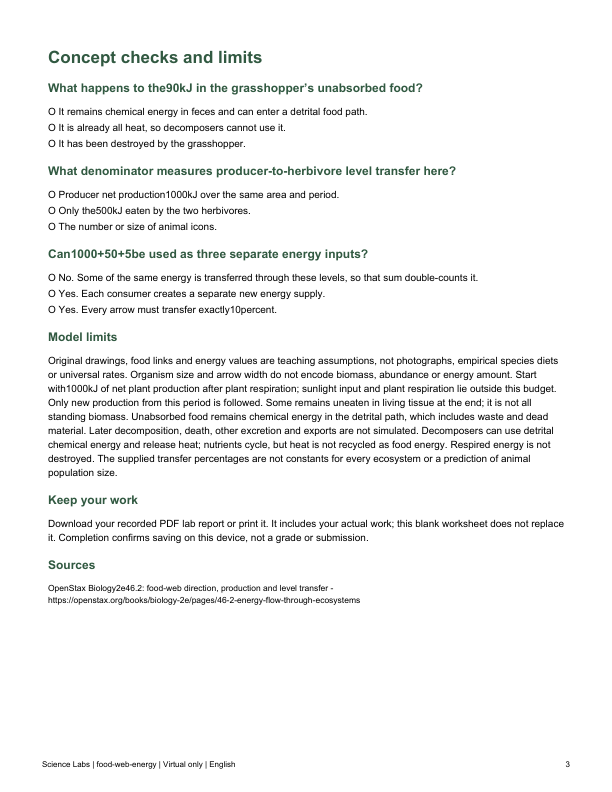 Concept checks and limits
What happens to the90kJ in the grasshopper’s unabsorbed food?
O It remains chemical energy in feces and can enter a detrital food path.
O It is already all heat, so decomposers cannot use it.
O It has been destroyed by the grasshopper.
What denominator measures producer-to-herbivore level transfer here?
O Producer net production1000kJ over the same area and period.
O Only the500kJ eaten by the two herbivores.
O The number or size of animal icons.
Can1000+50+5be used as three separate energy inputs?
O No. Some of the same energy is transferred through these levels, so that sum double-counts it.
O Yes. Each consumer creates a separate new energy supply.
O Yes. Every arrow must transfer exactly10percent.
Model limits
Original drawings, food links and energy values are teaching assumptions, not photographs, empirical species diets
or universal rates. Organism size and arrow width do not encode biomass, abundance or energy amount. Start
with1000kJ of net plant production after plant respiration; sunlight input and plant respiration lie outside this budget.
Only new production from this period is followed. Some remains uneaten in living tissue at the end; it is not all
standing biomass. Unabsorbed food remains chemical energy in the detrital path, which includes waste and dead
material. Later decomposition, death, other excretion and exports are not simulated. Decomposers can use detrital
chemical energy and release heat; nutrients cycle, but heat is not recycled as food energy. Respired energy is not
destroyed. The supplied transfer percentages are not constants for every ecosystem or a prediction of animal
population size.
Keep your work
Download your recorded PDF lab report or print it. It includes your actual work; this blank worksheet does not replace
it. Completion confirms saving on this device, not a grade or submission.
Sources
OpenStax Biology2e46.2: food-web direction, production and level transfer -
https://openstax.org/books/biology-2e/pages/46-2-energy-flow-through-ecosystems
Science Labs | food-web-energy | Virtual only | English
3